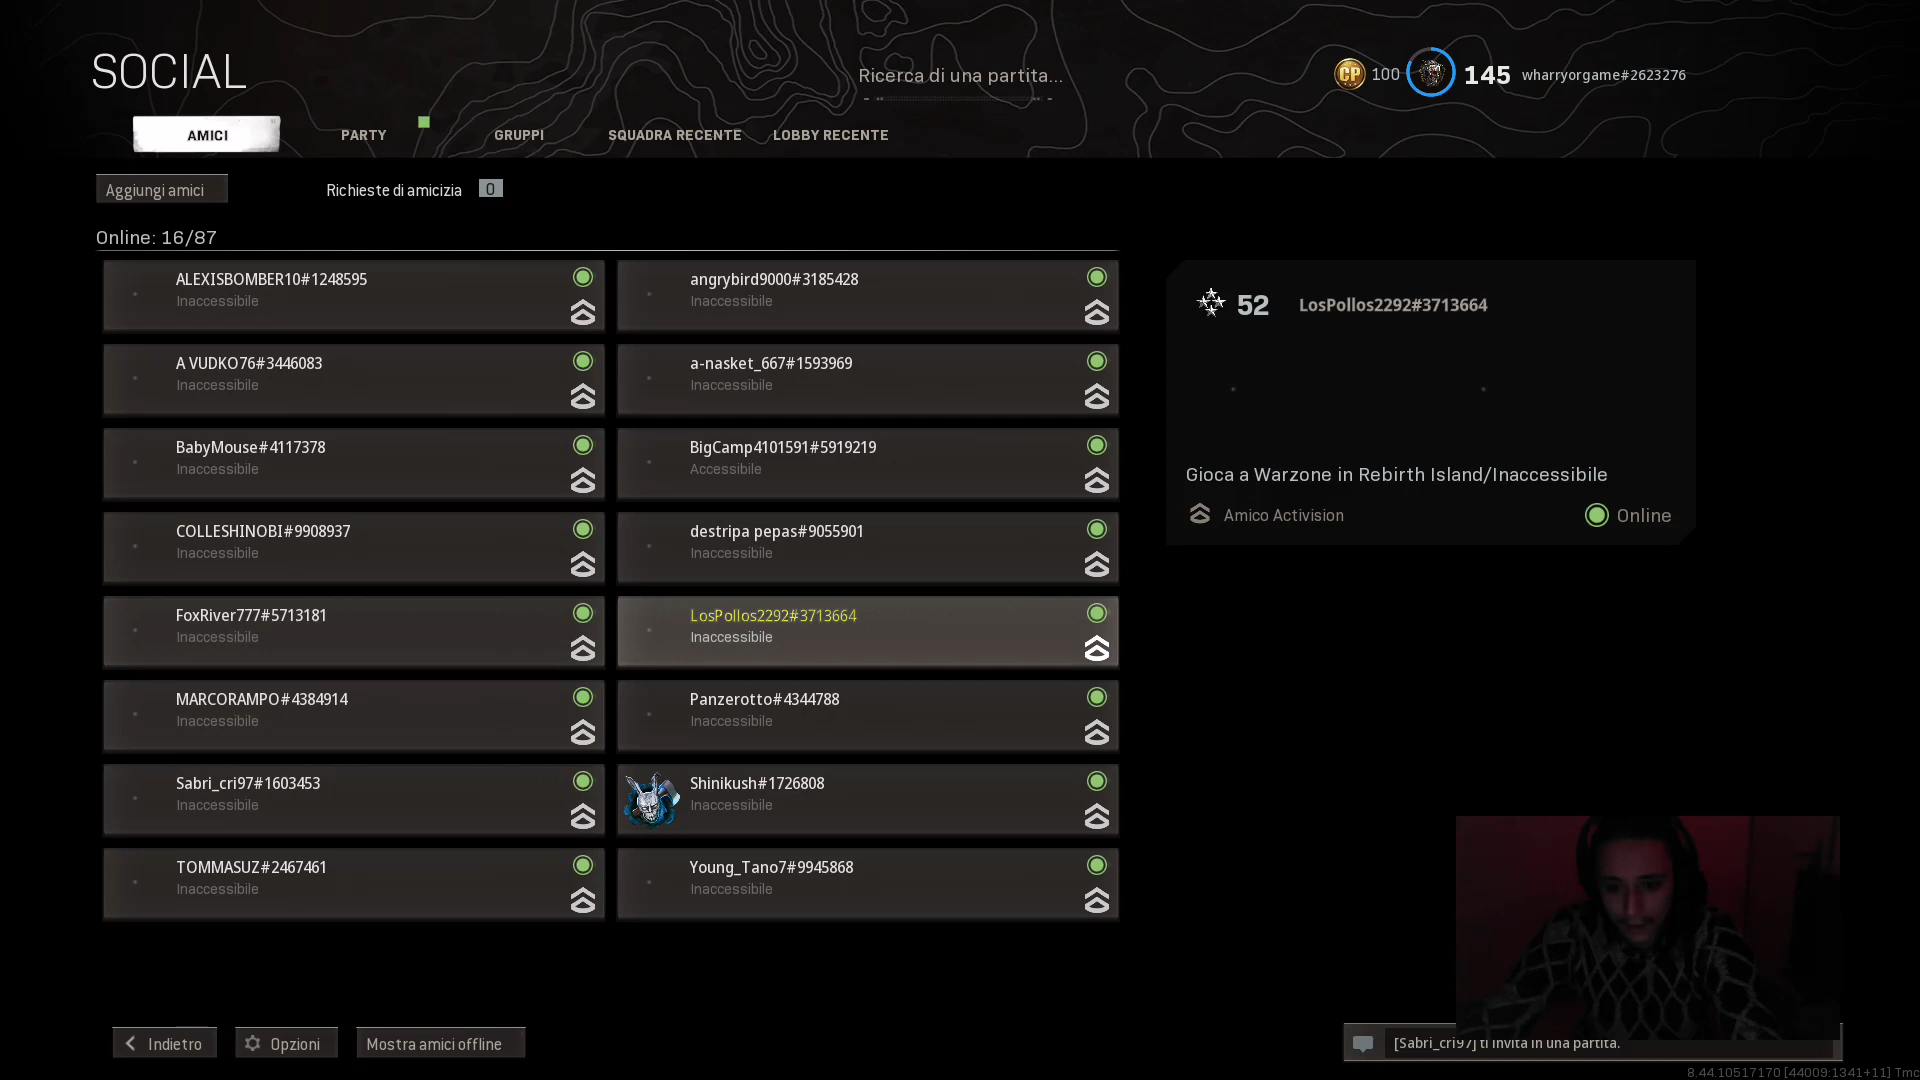 SOCIAL
Ricerca di una partita...
CP 100 145 wharryorgame#2623276
AMICI PARTY GRUPPI SQUADRA RECENTE LOBBY RECENTE
Aggiungi amici Richieste di amicizia 0
Online: 16/87
ALEXISBOMBER10#1248595
Inaccessibile
angrybird9000#3185428
Inaccessibile
A VUDKO76#3446083
Inaccessibile
a-nasket_667#1593969
Inaccessibile
BabyMouse#4117378
Inaccessibile
BigCamp4101591#5919219
Accessibile
COLLESHINOBI#9908937
Inaccessibile
destripa pepas#9055901
Inaccessibile
FoxRiver777#5713181
Inaccessibile
LosPollos2292#3713664
Inaccessibile
MARCORAMPO#4384914
Inaccessibile
Panzerotto#4344788
Inaccessibile
Sabri_cri97#1603453
Inaccessibile
Shinikush#1726808
Inaccessibile
TOMMASUZ#2467461
Inaccessibile
Young_Tano7#9945868
Inaccessibile
52 LosPollos2292#3713664
Gioca a Warzone in Rebirth Island/Inaccessibile
Amico Activision Online
Indietro Opzioni Mostra amici offline
[Sabri_cri97] ti invita in una partita.
8.44.10517170 [44009:1341+11] Tmc